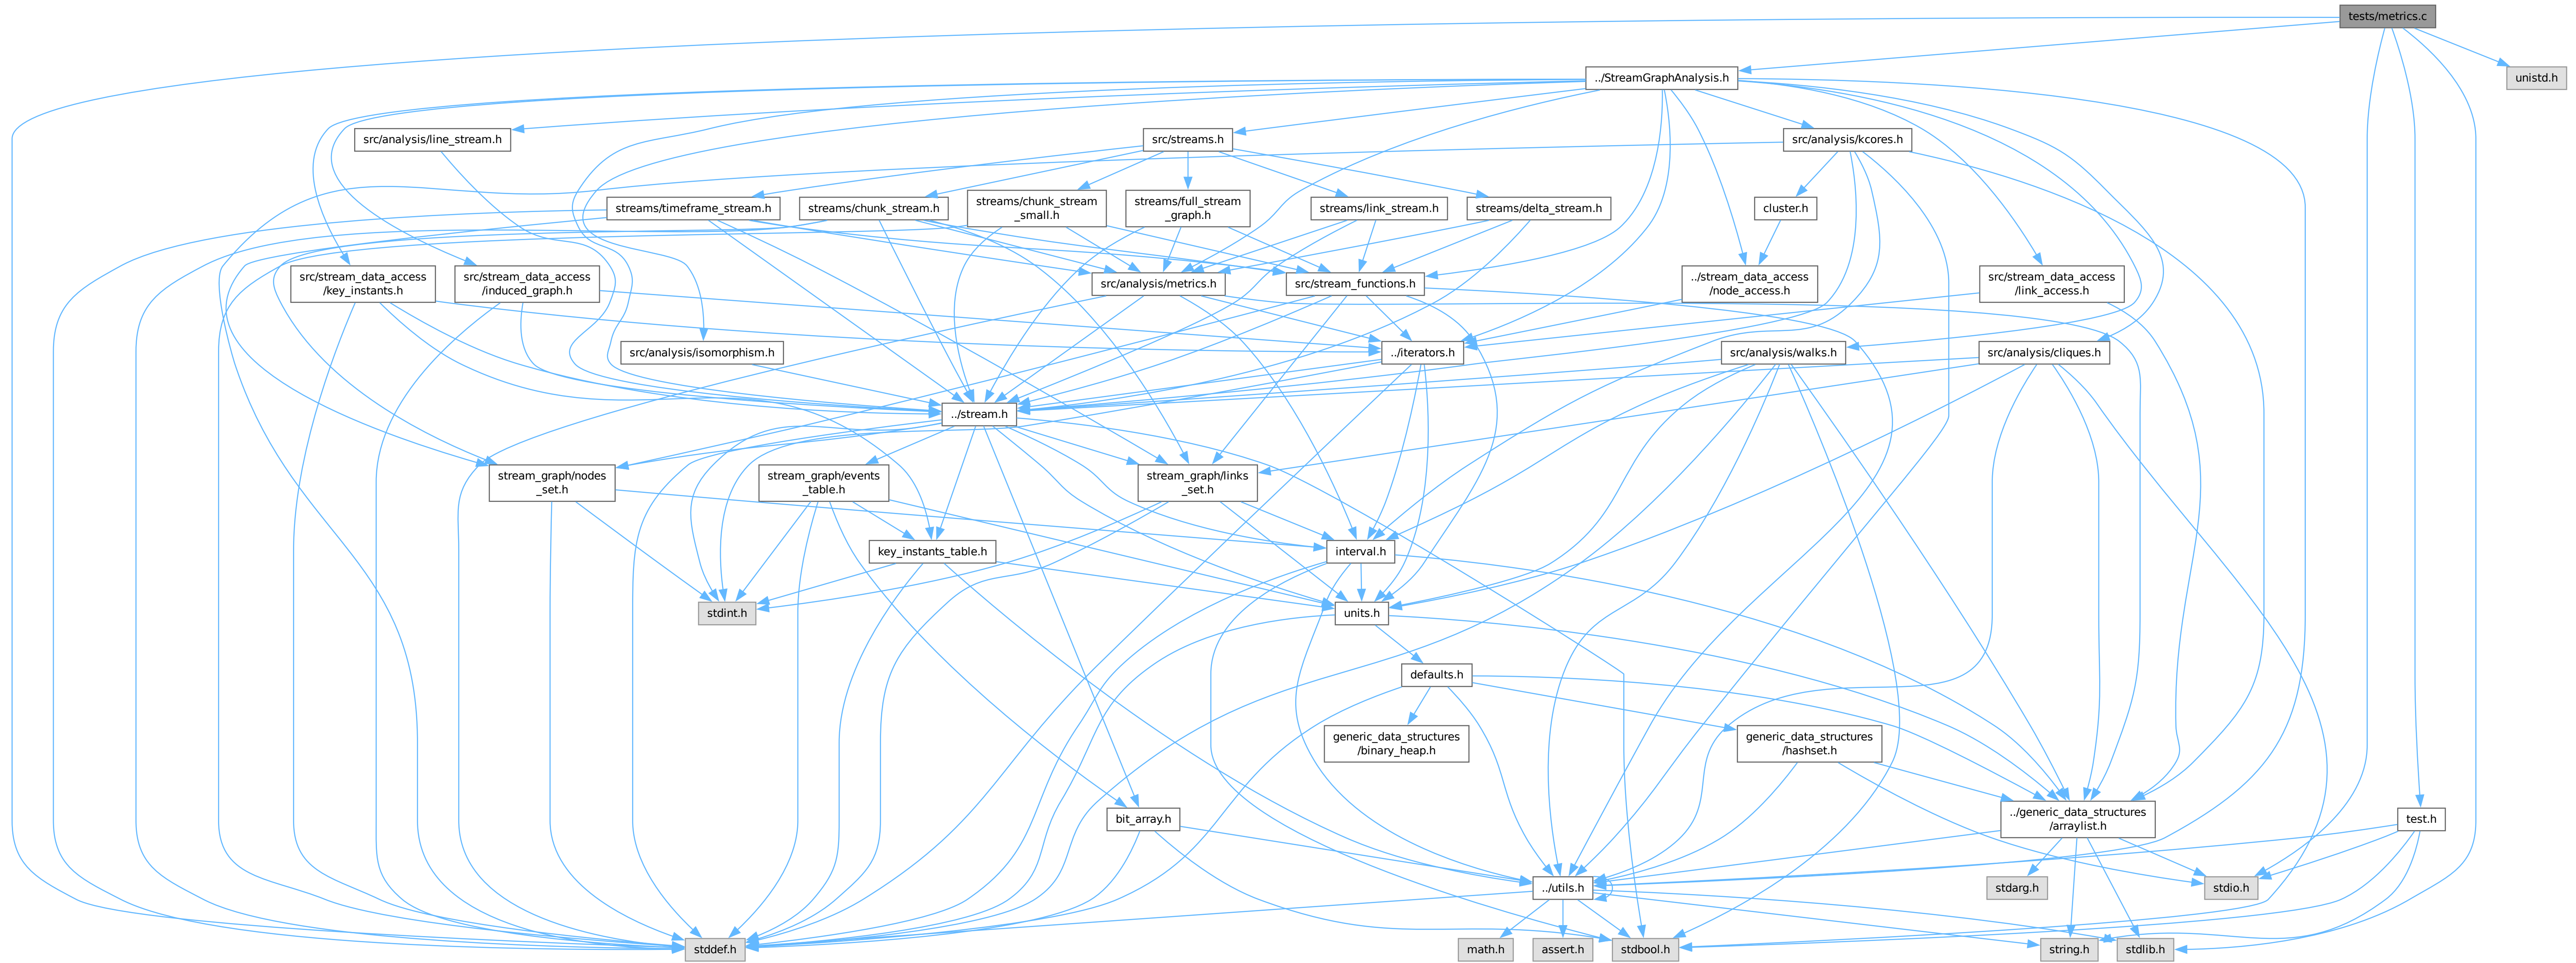 tests/metrics.c
../StreamGraphAnalysis.h
unistd.h
src/analysis/line_stream.h
src/streams.h
src/analysis/kcores.h
streams/timeframe_stream.h
streams/chunk_stream.h
streams/chunk_stream
_small.h
streams/full_stream
_graph.h
streams/link_stream.h
streams/delta_stream.h
cluster.h
src/stream_data_access
/key_instants.h
src/stream_data_access
/induced_graph.h
src/analysis/metrics.h
src/stream_functions.h
../stream_data_access
/node_access.h
src/stream_data_access
/link_access.h
src/analysis/isomorphism.h
../iterators.h
src/analysis/walks.h
src/analysis/cliques.h
../stream.h
stream_graph/nodes
_set.h
stream_graph/events
_table.h
stream_graph/links
_set.h
key_instants_table.h
interval.h
stdint.h
units.h
defaults.h
generic_data_structures
/binary_heap.h
generic_data_structures
/hashset.h
bit_array.h
../generic_data_structures
/arraylist.h
test.h
../utils.h
stdarg.h
stdio.h
stddef.h
math.h
assert.h
stdbool.h
string.h
stdlib.h